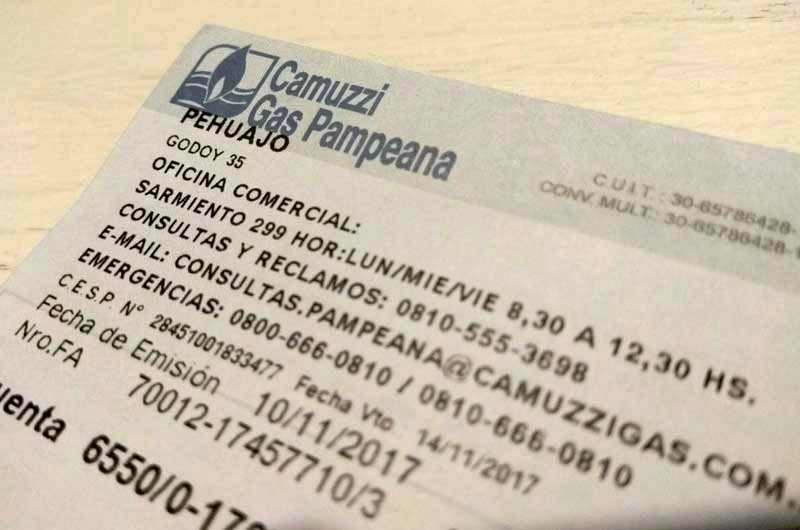 Camuzzi
Gas Pampeana
PEHUAJO
GODOY 35
C.U.I.T.: 30-65786428-
CONV. MULT.: 30-65786428-1
OFICINA COMERCIAL:
SARMIENTO 299 HOR:LUN/MIE/VIE 8,30 A 12,30 HS.
CONSULTAS Y RECLAMOS: 0810-555-3698
E-MAIL: CONSULTAS.PAMPEANA@CAMUZZIGAS.COM.
EMERGENCIAS: 0800-666-0810 / 0810-666-0810
C.E.S.P. Nº 28451001833477 Fecha Vto. 14/11/2017
Fecha de Emisión 10/11/2017
Nro.FA 70012-17457710/3
uenta 6550/0-17